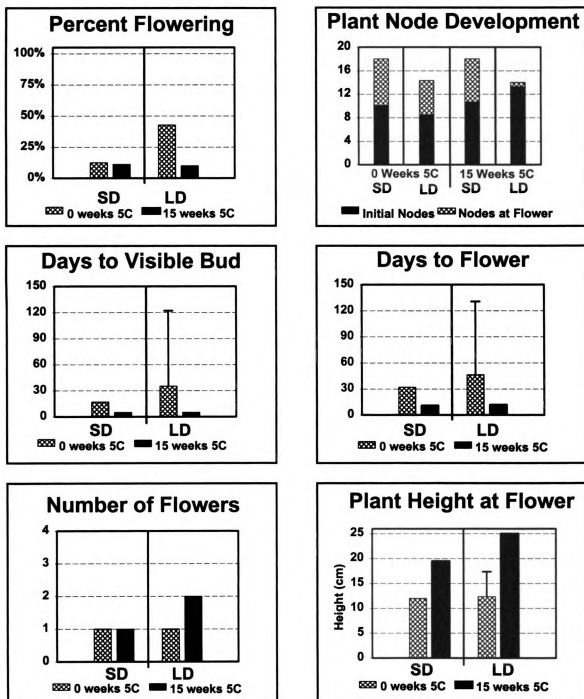 Percent Flowering
100%
75%
50%
25%
0%
SD LD
0 weeks 5C 15 weeks 5C
Plant Node Development
20
16
12
8
4
0
0 Weeks 5C 15 Weeks 5C
SD LD SD LD
Initial Nodes Nodes at Flower
Days to Visible Bud
150
120
90
60
30
0
SD LD
0 weeks 5C 15 weeks 5C
Days to Flower
150
120
90
60
30
0
SD LD
0 weeks 5C 15 weeks 5C
Number of Flowers
4
3
2
1
0
SD LD
0 weeks 5C 15 weeks 5C
Plant Height at Flower
Height (cm)
25
20
15
10
5
0
SD LD
0 weeks 5C 15 weeks 5C